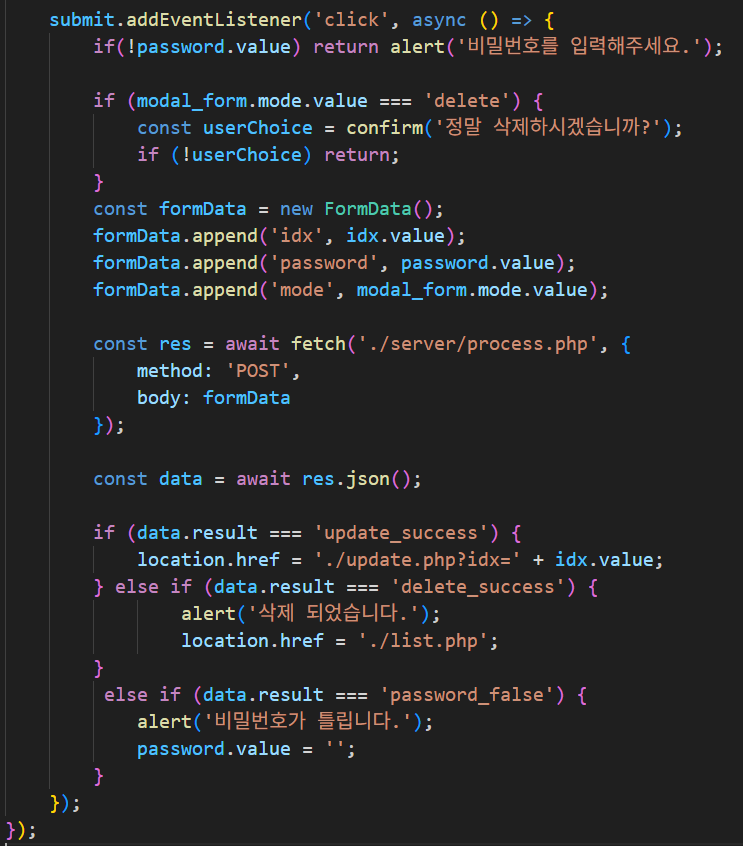 submit.addEventListener('click', async () => {
if(!password.value) return alert('비밀번호를 입력해주세요.');
if (modal_form.mode.value === 'delete') {
const userChoice = confirm('정말 삭제하시겠습니까?');
if (!userChoice) return;
}
const formData = new FormData();
formData.append('idx', idx.value);
formData.append('password', password.value);
formData.append('mode', modal_form.mode.value);
const res = await fetch('./server/process.php', {
method: 'POST',
body: formData
});
const data = await res.json();
if (data.result === 'update_success') {
location.href = './update.php?idx=' + idx.value;
} else if (data.result === 'delete_success') {
alert('삭제 되었습니다.');
location.href = './list.php';
}
else if (data.result === 'password_false') {
alert('비밀번호가 틀립니다.');
password.value = '';
}
});
});